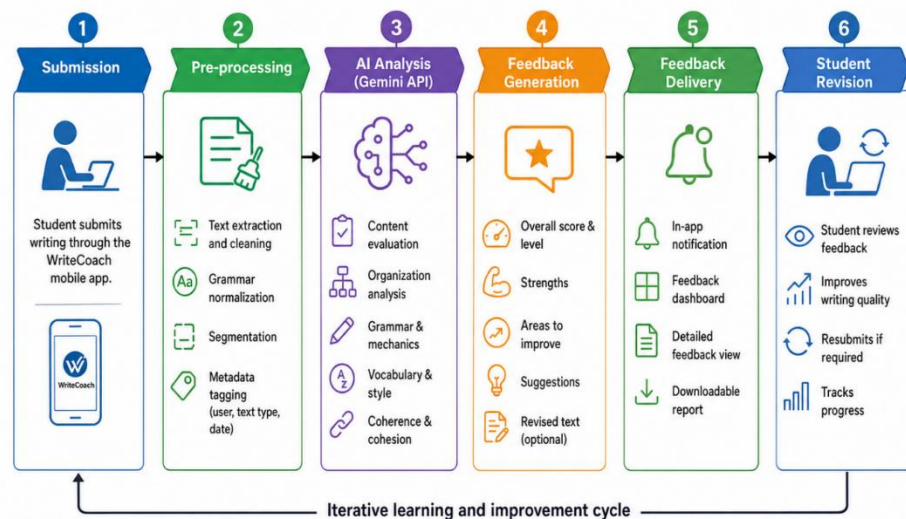 1
Submission
Student submits
writing through the
WriteCoach
mobile app.
W
WriteCoach
2
Pre-processing
Text extraction
and cleaning
Aa
Grammar
normalization
Segmentation
Metadata
tagging
(user, text type,
date)
3
AI Analysis
(Gemini API)
Content
evaluation
Organization
analysis
Grammar &
mechanics
A
Z
Vocabulary &
style
Coherence &
cohesion
4
Feedback
Generation
Overall score &
level
Strengths
Areas to
improve
Suggestions
Revised text
(optional)
5
Feedback
Delivery
In-app
notification
Feedback
dashboard
Detailed
feedback view
Downloadable
report
6
Student
Revision
Student reviews
feedback
Improves
writing quality
Resubmits if
required
Tracks
progress
Iterative learning and improvement cycle